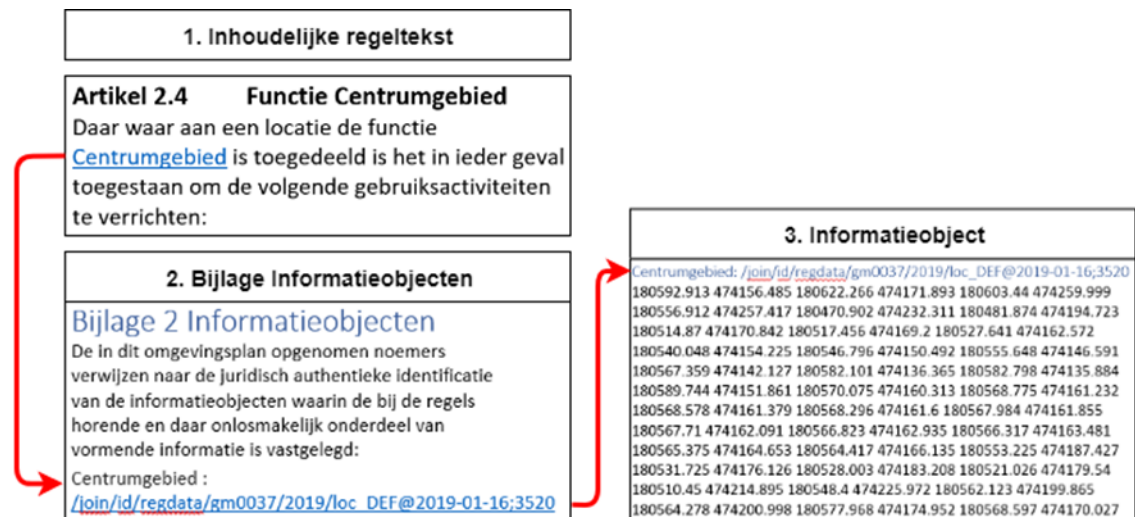 1. Inhoudelijke regeltekst
Artikel 2.4 Functie Centrumgebied
Daar waar aan een locatie de functie
Centrumgebied is toegedeeld is het in ieder geval
toegestaan om de volgende gebruiksactiviteiten
te verrichten:
2. Bijlage Informatieobjecten
Bijlage 2 Informatieobjecten
De in dit omgevingsplan opgenomen noemers
verwijzen naar de juridisch authentieke identificatie
van de informatieobjecten waarin de bij de regels
horende en daar onlosmakelijk onderdeel van
vormende informatie is vastgelegd:
Centrumgebied :
/join/id/regdata/gm0037/2019/loc_DEF@2019-01-16;3520
3. Informatieobject
Centrumgebied: /join/id/regdata/gm0037/2019/loc_DEF@2019-01-16;3520
180592.913 474156.485 180622.266 474171.893 180603.44 474259.999
180556.912 474257.417 180470.902 474232.311 180481.874 474194.723
180514.87 474170.842 180517.456 474169.2 180527.641 474162.572
180540.048 474154.225 180546.796 474150.492 180555.648 474146.591
180567.359 474142.127 180582.101 474136.365 180582.798 474135.884
180589.744 474151.861 180570.075 474160.313 180568.775 474161.232
180568.578 474161.379 180568.296 474161.6 180567.984 474161.855
180567.71 474162.091 180566.823 474162.935 180566.317 474163.481
180565.375 474164.653 180564.417 474166.135 180553.225 474187.427
180531.725 474176.126 180528.003 474183.208 180521.026 474179.54
180510.45 474214.895 180548.4 474225.972 180562.123 474199.865
180564.278 474200.998 180577.968 474174.952 180568.597 474170.027